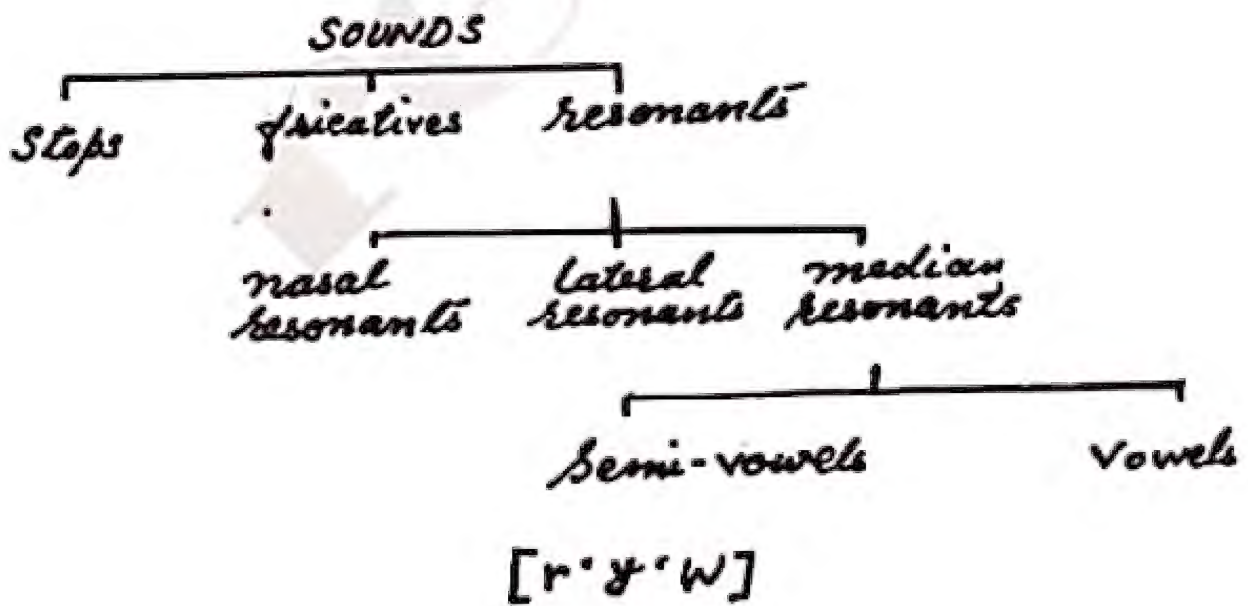 SOUNDS
Stops fricatives resonants
nasal resonants
lateral resonants
median resonants
semi-vowels vowels
[r · y · w]